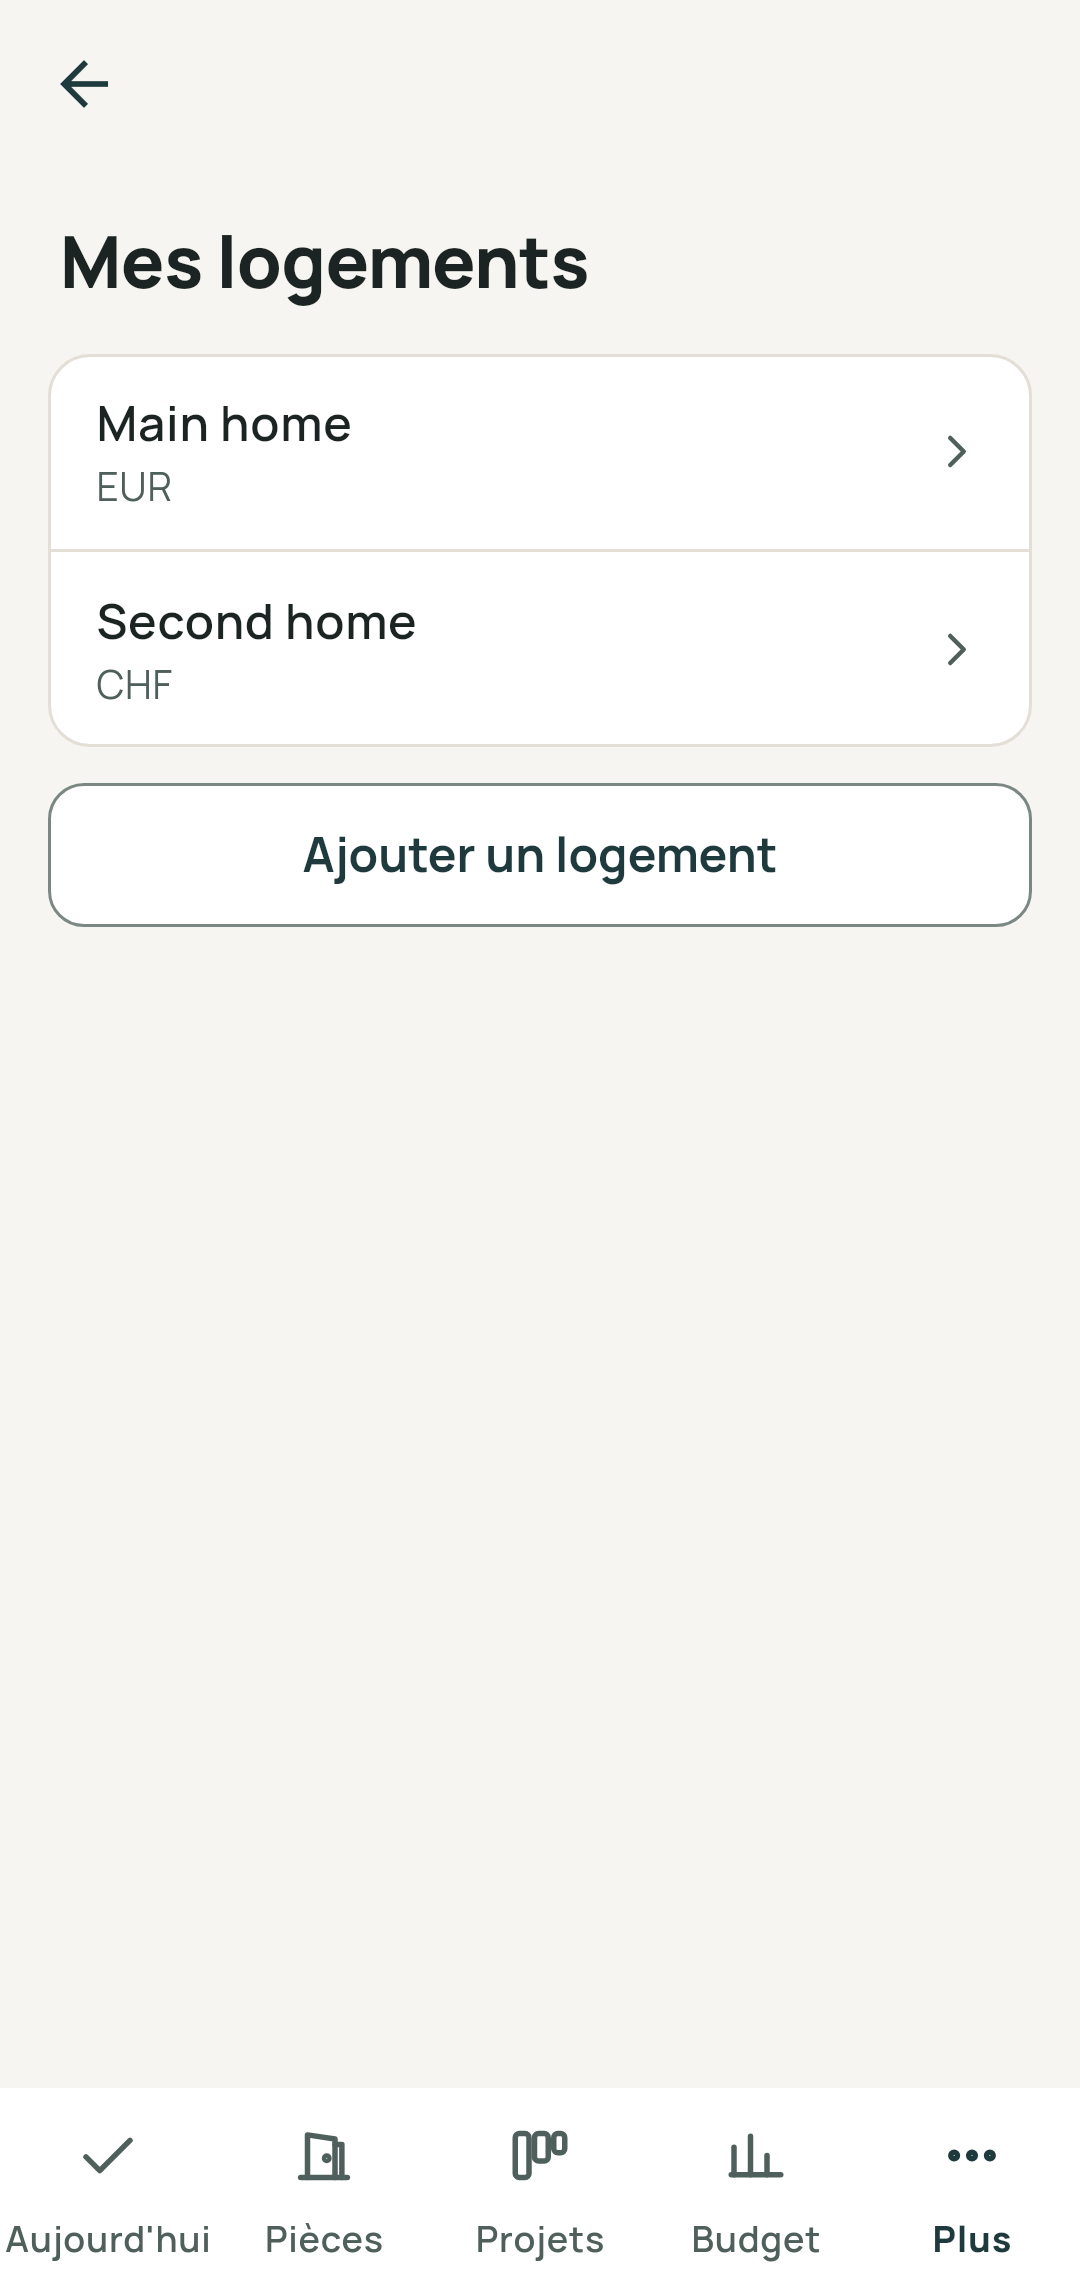 Mes logements
Main home
EUR
Second home
CHF
Ajouter un logement
Aujourd'hui
Pièces
Projets
Budget
Plus